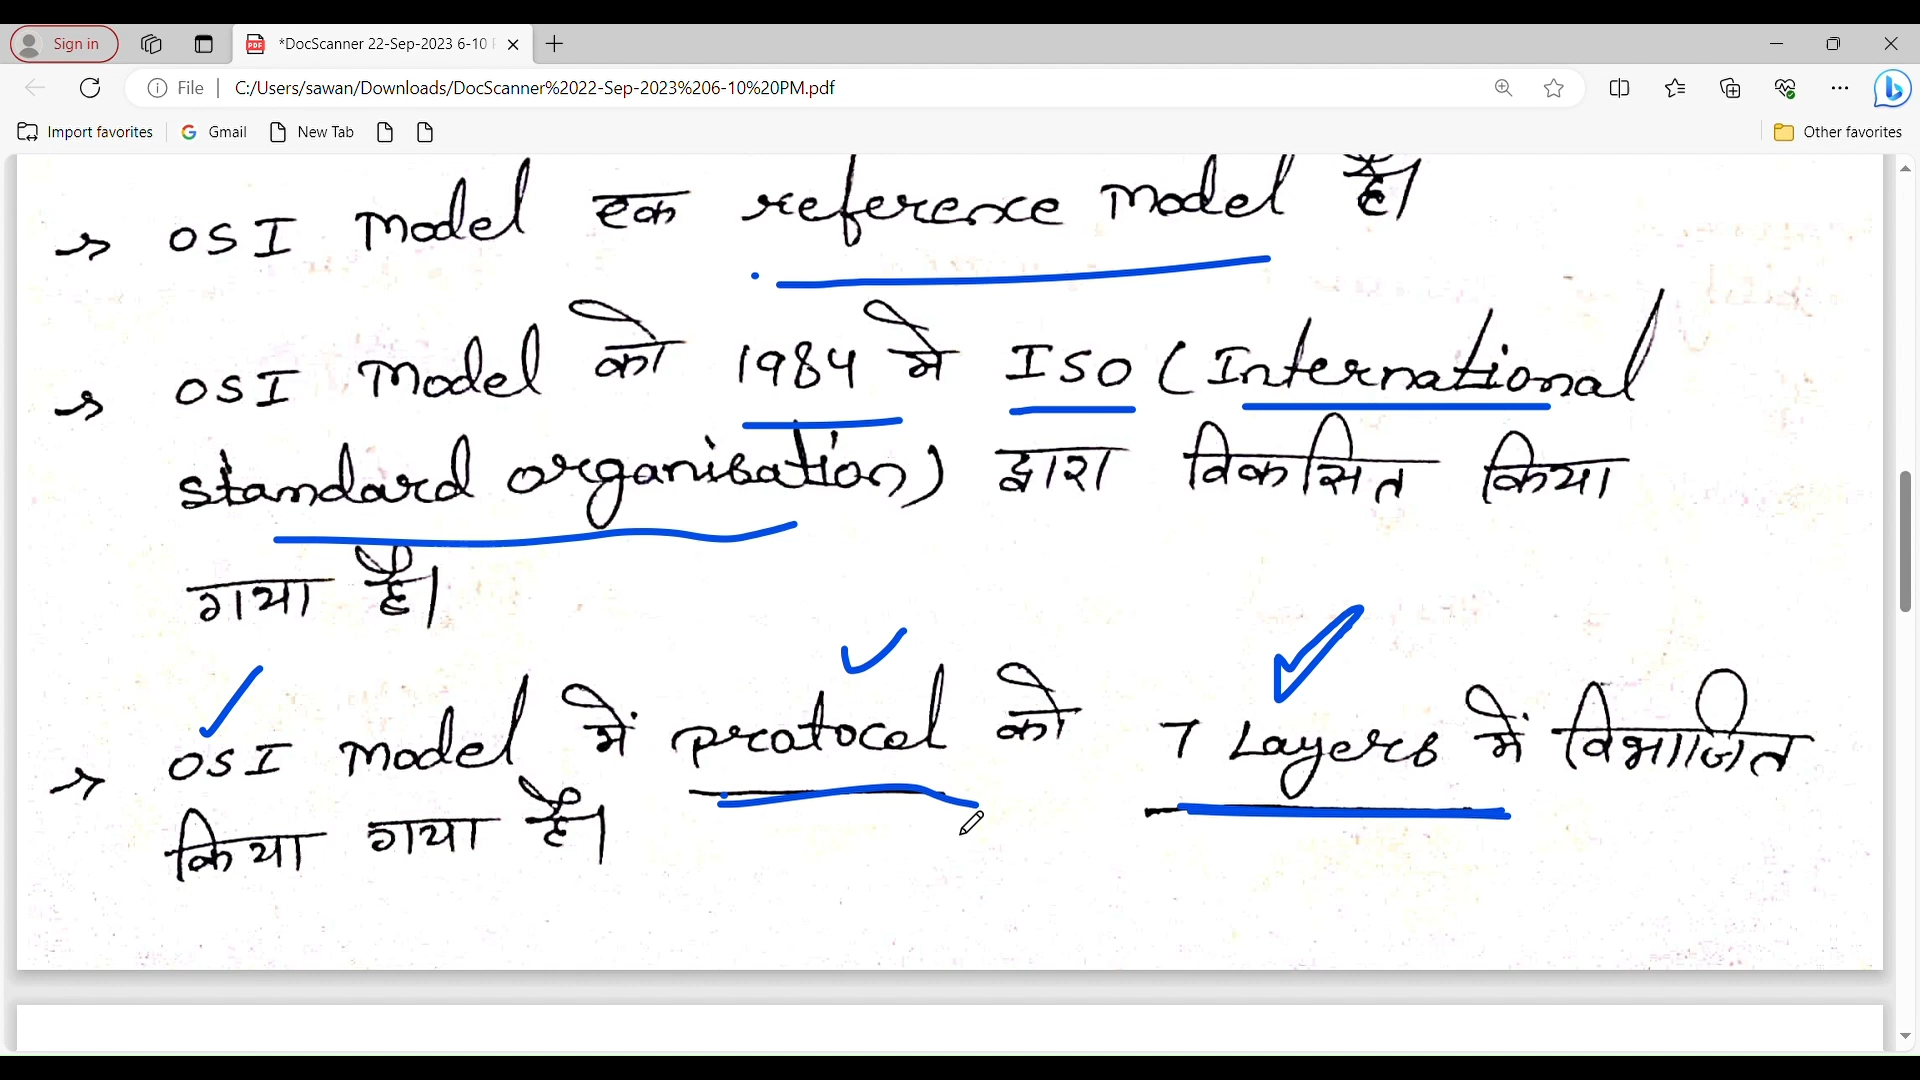 Sign in
*DocScanner 22-Sep-2023 6-10
File
C:/Users/sawan/Downloads/DocScanner%2022-Sep-2023%206-10%20PM.pdf
Import favorites
Gmail
New Tab
Other favorites
→ OSI Model एक reference Model है।
→ OSI Model को 1984 मे ISO (International
standard organisation) द्वारा विकसित किया
गया है।
→ OSI Model में protocol को 7 Layers में विभाजित
किया गया है।